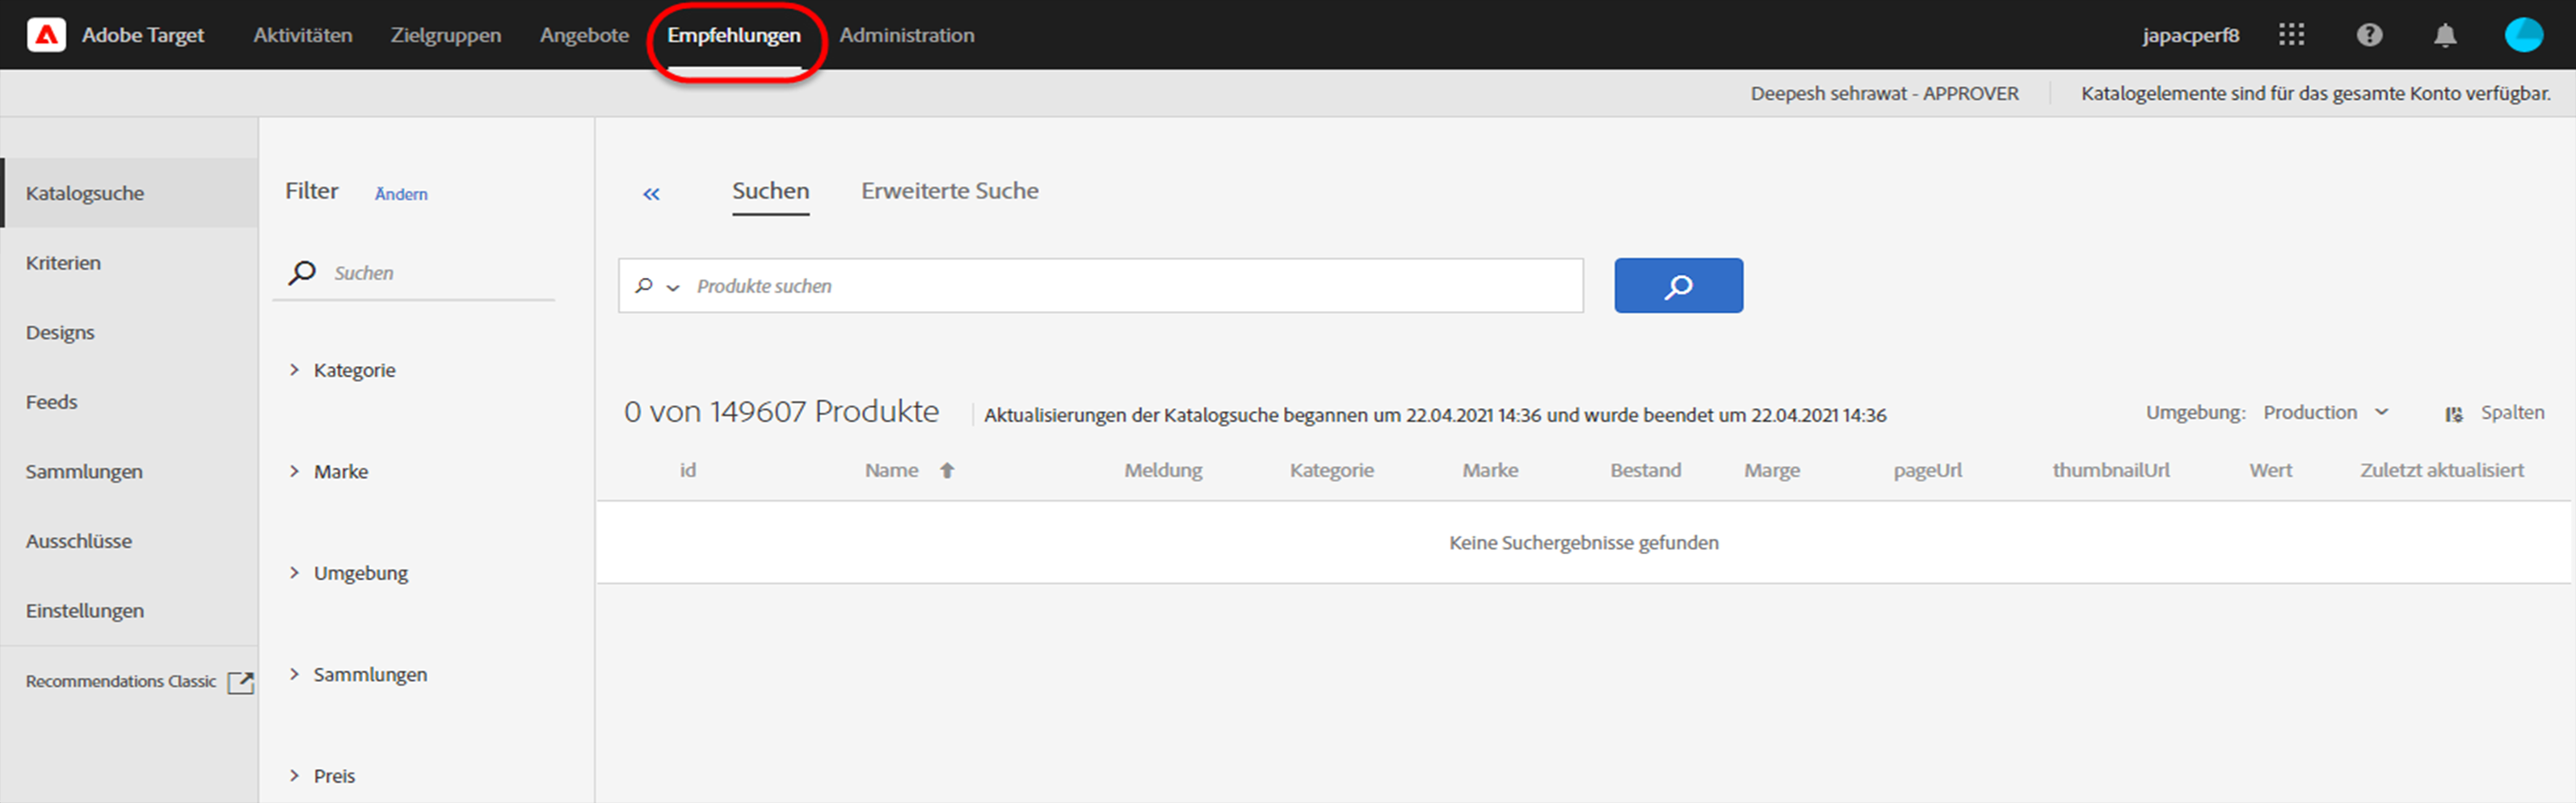 Adobe Target Aktivitäten Zielgruppen Angebote Empfehlungen Administration japacperf8
Deepesh sehrawat - APPROVER Katalogelemente sind für das gesamte Konto verfügbar.
Katalogsuche
Kriterien
Designs
Feeds
Sammlungen
Ausschlüsse
Einstellungen
Recommendations Classic
Filter Ändern
Suchen
Kategorie
Marke
Umgebung
Sammlungen
Preis
Suchen Erweiterte Suche
Produkte suchen
0 von 149607 Produkte Aktualisierungen der Katalogsuche begannen um 22.04.2021 14:36 und wurde beendet um 22.04.2021 14:36 Umgebung: Production Spalten
id Name Meldung Kategorie Marke Bestand Marge pageUrl thumbnailUrl Wert Zuletzt aktualisiert
Keine Suchergebnisse gefunden